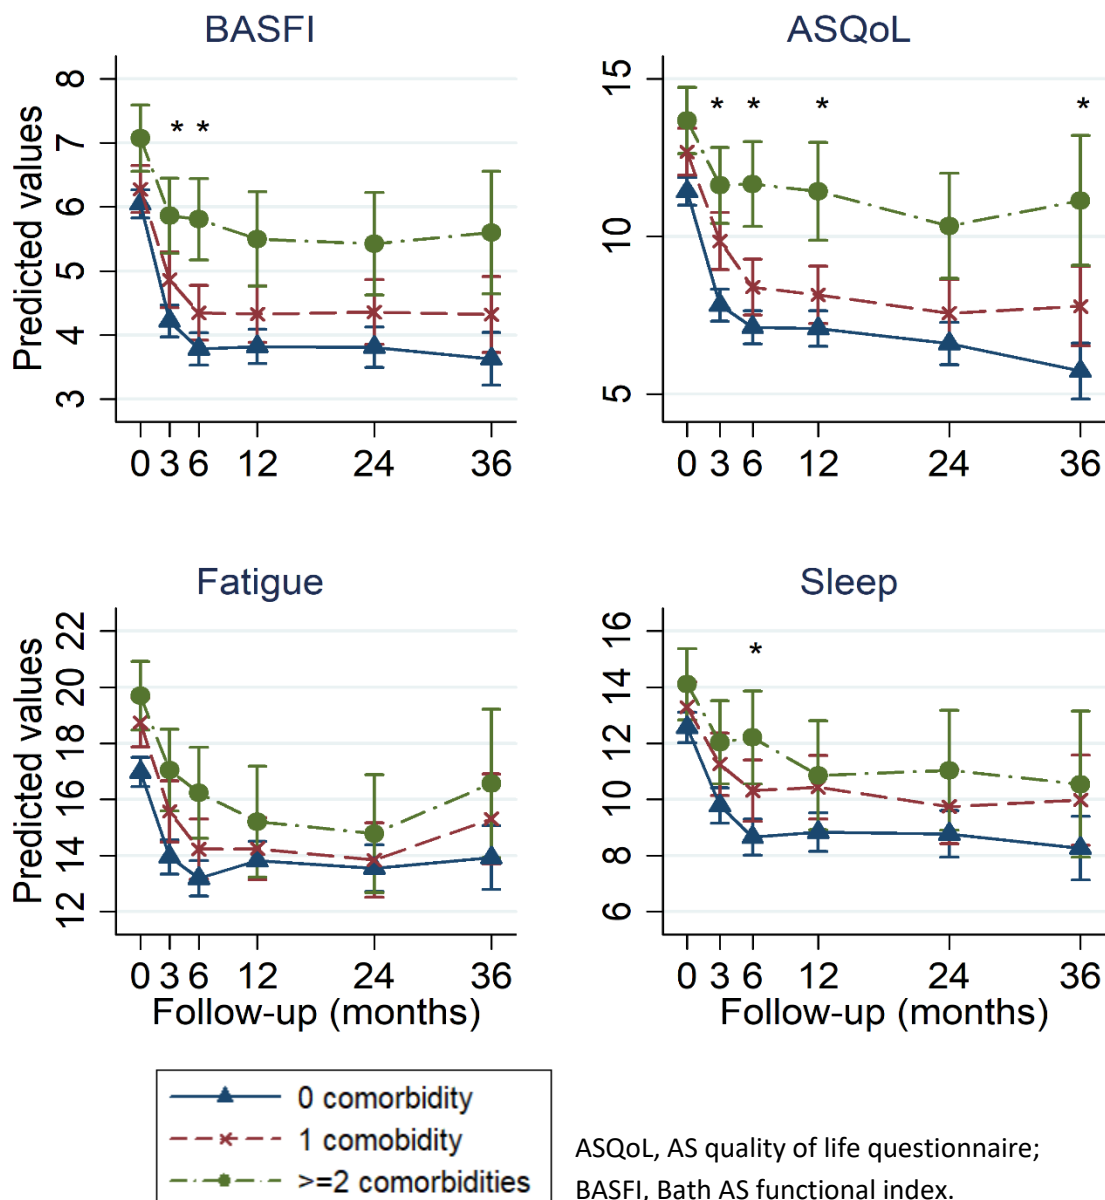 BASFI
ASQoL
Predicted values
8
7
6
5
4
3
* *
0 3 6 12 24 36
15
10
5
* * * *
0 3 6 12 24 36
Fatigue
Sleep
Predicted values
22
20
18
16
14
12
0 3 6 12 24 36
Follow-up (months)
16
14
12
10
8
6
*
0 3 6 12 24 36
Follow-up (months)
0 comorbidity
1 comobidity
>=2 comorbidities
ASQoL, AS quality of life questionnaire;
BASFI, Bath AS functional index.